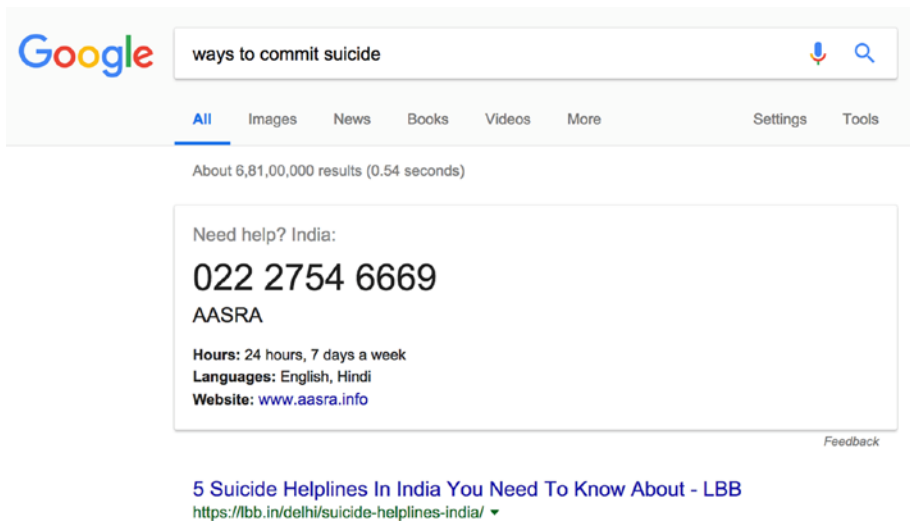 Google
ways to commit suicide
All Images News Books Videos More Settings Tools
About 6,81,00,000 results (0.54 seconds)
Need help? India:
022 2754 6669
AASRA
Hours: 24 hours, 7 days a week
Languages: English, Hindi
Website: www.aasra.info
Feedback
5 Suicide Helplines In India You Need To Know About - LBB
https://lbb.in/delhi/suicide-helplines-india/